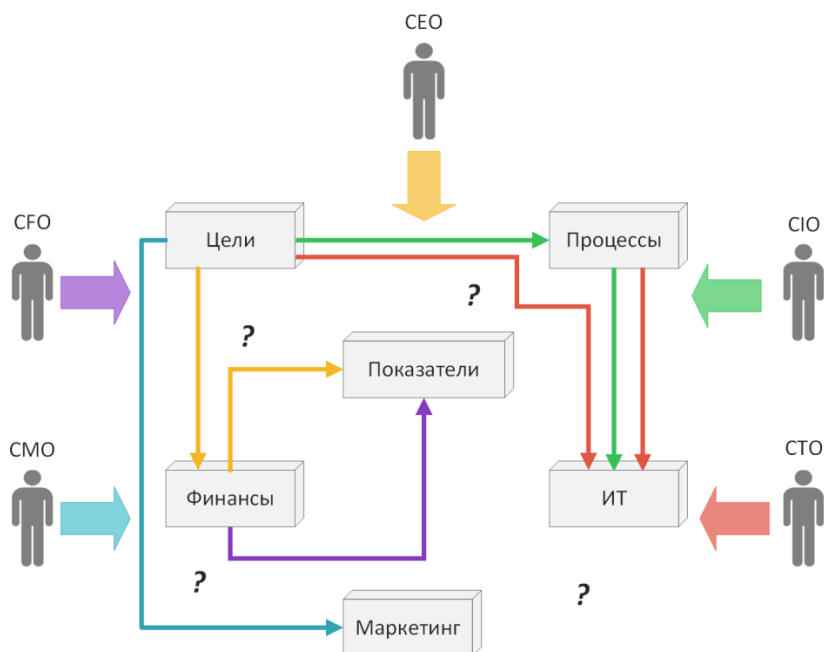 CEO
CFO
CIO
Цели
Процессы
?
?
Показатели
CMO
CTO
Финансы
ИТ
?
?
Маркетинг